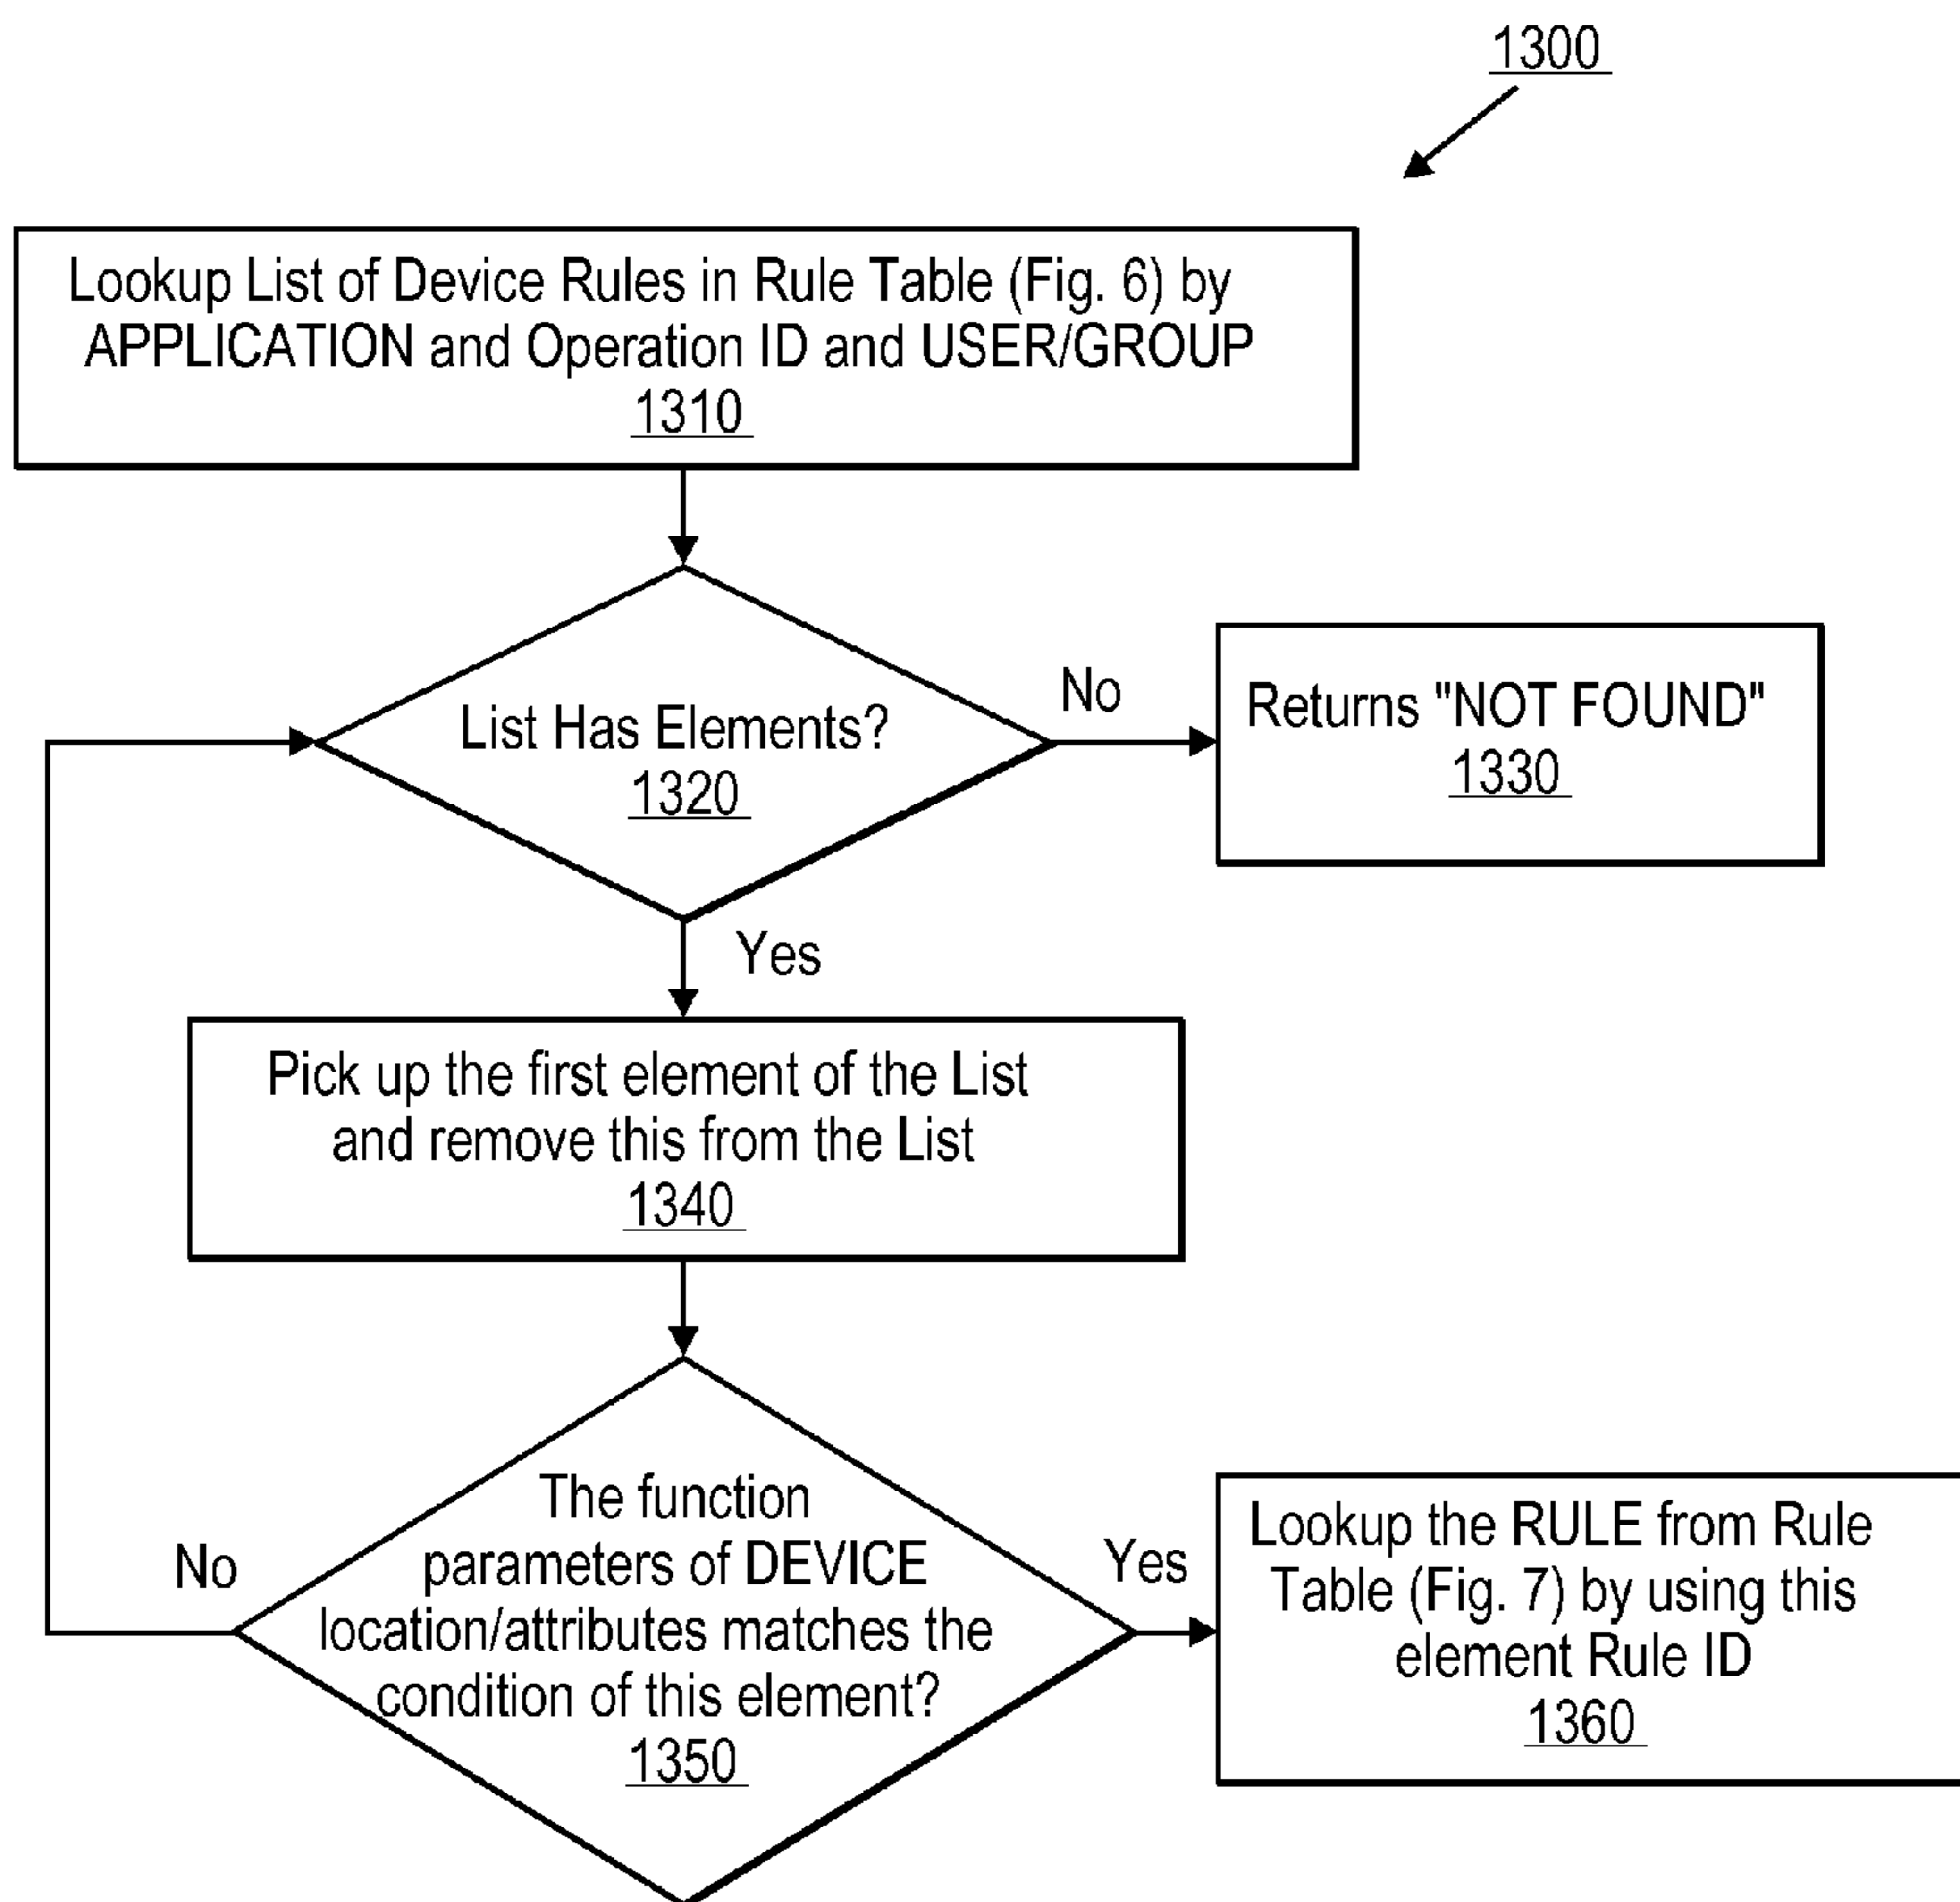 1300
Lookup List of Device Rules in Rule Table (Fig. 6) by
APPLICATION and Operation ID and USER/GROUP
1310
List Has Elements?
1320
No
Returns "NOT FOUND"
1330
Yes
Pick up the first element of the List
and remove this from the List
1340
The function
parameters of DEVICE
location/attributes matches the
condition of this element?
1350
No
Yes
Lookup the RULE from Rule
Table (Fig. 7) by using this
element Rule ID
1360